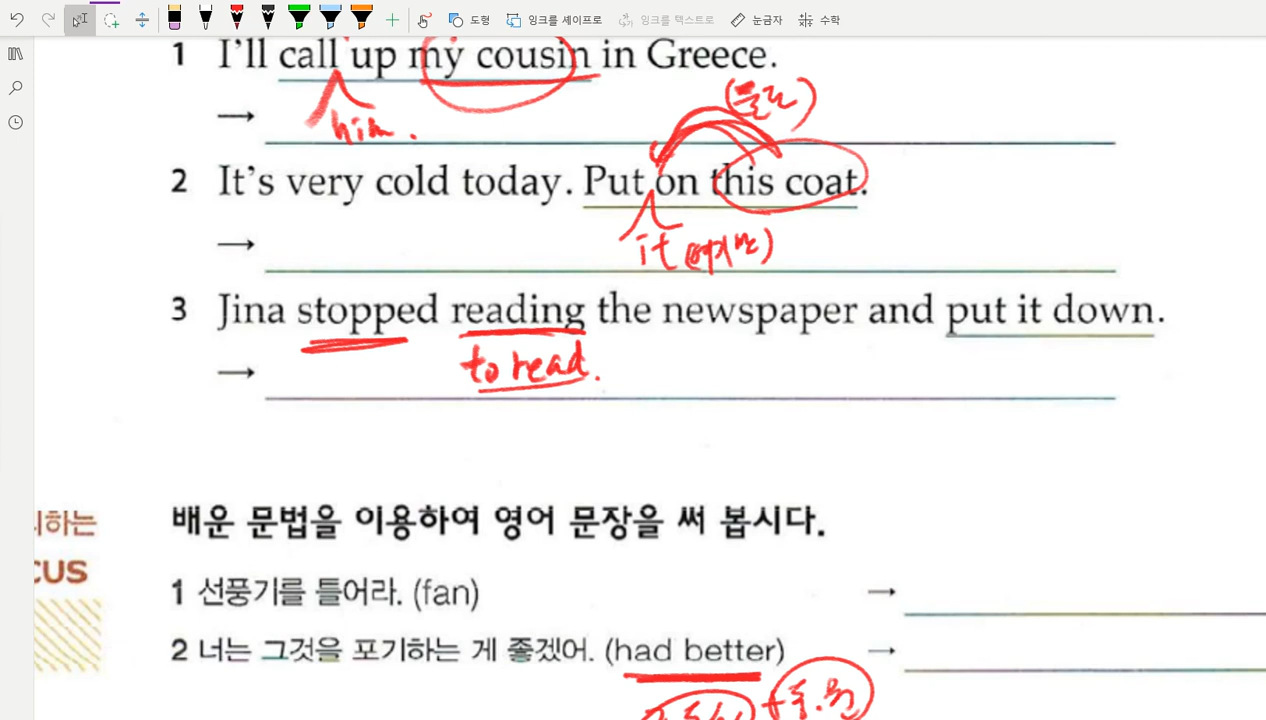 도형 잉크를 셰이프로 잉크를 텍스트로 눈금자 수학
1 I'll call up my cousin in Greece.
→ him.
(둘 다)
2 It's very cold today. Put on this coat.
→ it
3 Jina stopped reading the newspaper and put it down.
→ to read.
하는
CUS
배운 문법을 이용하여 영어 문장을 써 봅시다.
1 선풍기를 틀어라. (fan) →
2 너는 그것을 포기하는 게 좋겠어. (had better) →